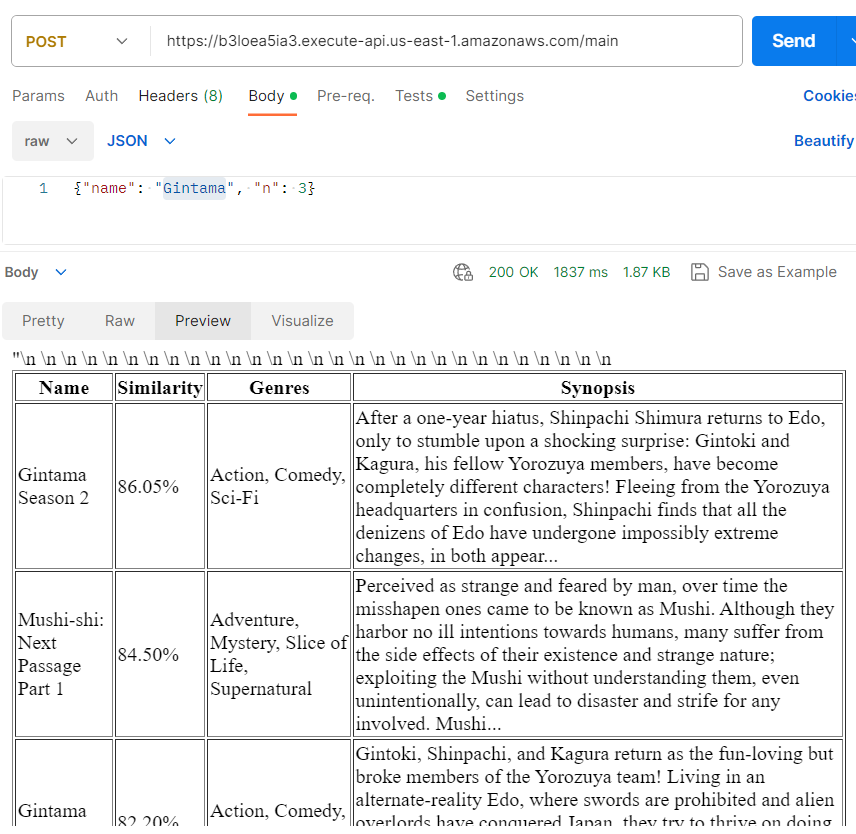 POST https://b3loea5ia3.execute-api.us-east-1.amazonaws.com/main Send
Params Auth Headers (8) Body Pre-req. Tests Settings Cookies
raw JSON Beautify
1 {"name": "Gintama", "n": 3}
Body 200 OK 1837 ms 1.87 KB Save as Example
Pretty Raw Preview Visualize
"\n \n \n \n \n \n \n \n \n \n \n \n \n \n \n \n \n \n \n \n \n \n \n \n \n \n \n \n \n
Name Similarity Genres Synopsis
Gintama
Season 2
86.05%
Action, Comedy,
Sci-Fi
After a one-year hiatus, Shinpachi Shimura returns to Edo,
only to stumble upon a shocking surprise: Gintoki and
Kagura, his fellow Yorozuya members, have become
completely different characters! Fleeing from the Yorozuya
headquarters in confusion, Shinpachi finds that all the
denizens of Edo have undergone impossibly extreme
changes, in both appear...
Mushi-shi:
Next
Passage
Part 1
84.50%
Adventure,
Mystery, Slice of
Life,
Supernatural
Perceived as strange and feared by man, over time the
misshapen ones came to be known as Mushi. Although they
harbor no ill intentions towards humans, many suffer from
the side effects of their existence and strange nature;
exploiting the Mushi without understanding them, even
unintentionally, can lead to disaster and strife for any
involved. Mushi...
Gintama
82.20%
Action, Comedy,
Gintoki, Shinpachi, and Kagura return as the fun-loving but
broke members of the Yorozuya team! Living in an
alternate-reality Edo, where swords are prohibited and alien
overlords have conquered Japan, they try to thrive on doing